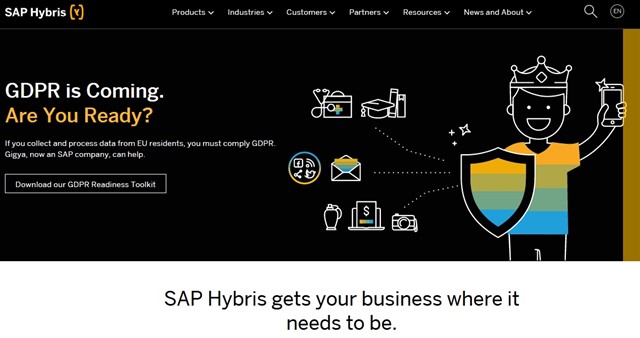 SAP Hybris (Y)
Products Industries Customers Partners Resources News and About EN
GDPR is Coming.
Are You Ready?
If you collect and process data from EU residents, you must comply GDPR.
Gigya, now an SAP company, can help.
Download our GDPR Readiness Toolkit
$
SAP Hybris gets your business where it
needs to be.